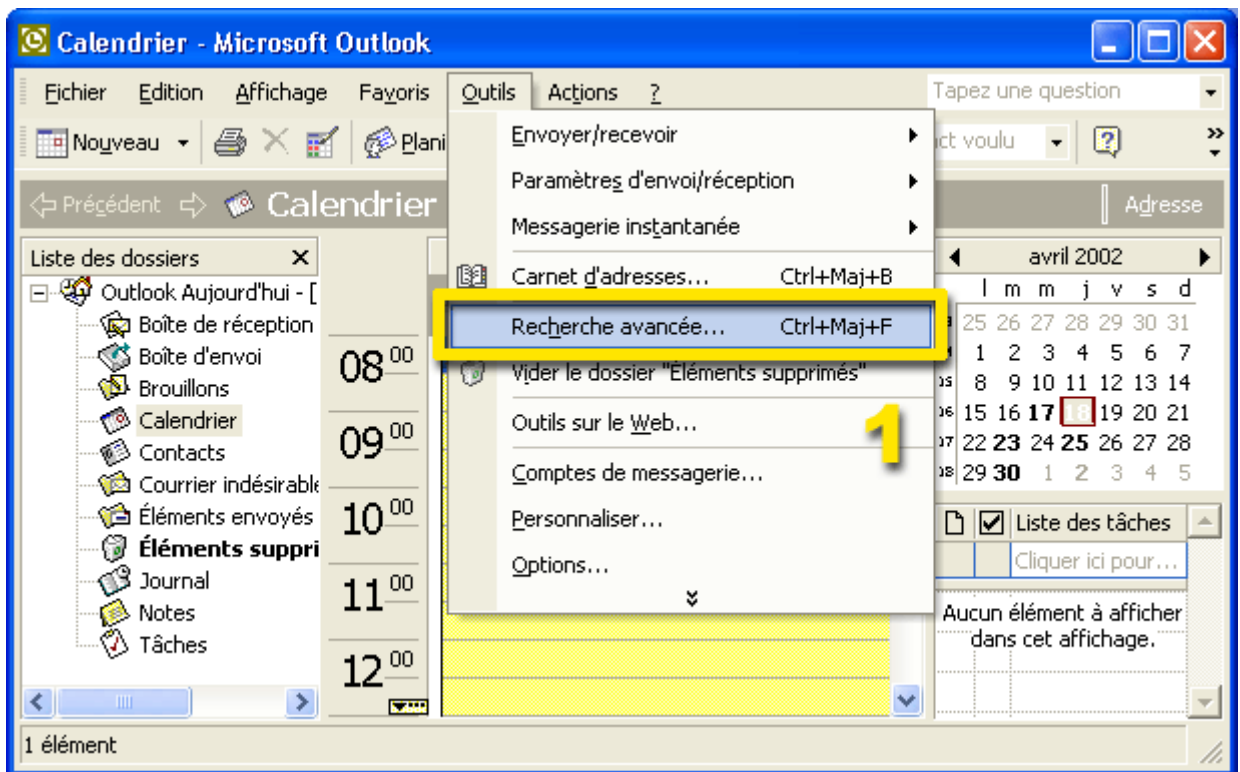 Calendrier - Microsoft Outlook
Fichier Edition Affichage Favoris Outils Actions ?
Tapez une question
Nouveau
voulu
Précédent
Calendrier
Adresse
Envoyer/recevoir
Paramètres d'envoi/réception
Messagerie instantanée
Carnet d'adresses... Ctrl+Maj+B
Recherche avancée... Ctrl+Maj+F
Vider le dossier "Éléments supprimés"
Outils sur le Web...
Comptes de messagerie...
Personnaliser...
Options...
1
Liste des dossiers
Outlook Aujourd'hui - [
Boîte de réception
Boîte d'envoi
Brouillons
Calendrier
Contacts
Éléments envoyés
Journal
Notes
Tâches
08 00
09 00
10 00
11 00
12 00
avril 2002
l m m j v s d
25 26 27 28 29 30 31
1 2 3 4 5 6 7
8 9 10 11 12 13 14
15 16 17 18 19 20 21
22 23 24 25 26 27 28
29 30 1 2 3 4 5
Liste des tâches
Cliquer ici pour...
Aucun élément à afficher
dans cet affichage.
1 élément